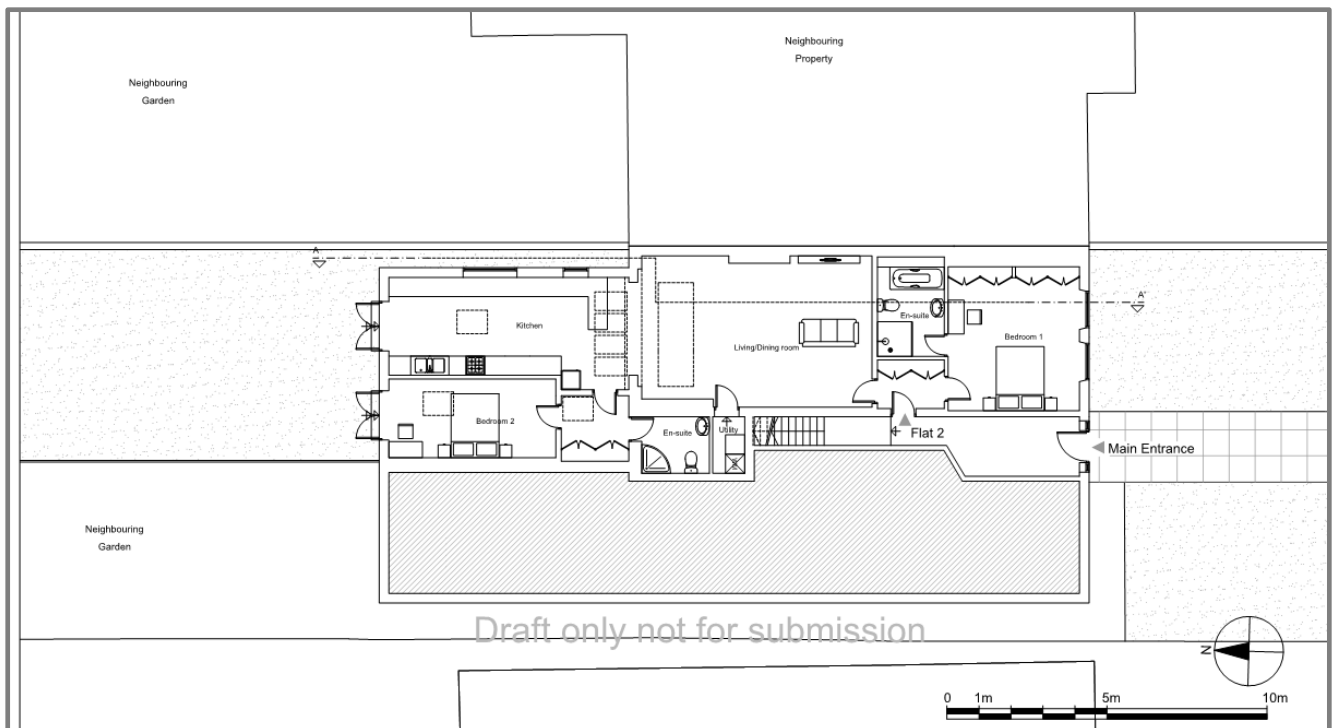 Neighbouring
Property
Neighbouring
Garden
A
A'
Kitchen
En-suite
Bedroom 1
Living/Dining room
Bedroom 2
En-suite
Utility
Flat 2
Main Entrance
Neighbouring
Garden
Draft only not for submission
N
0 1m 5m 10m